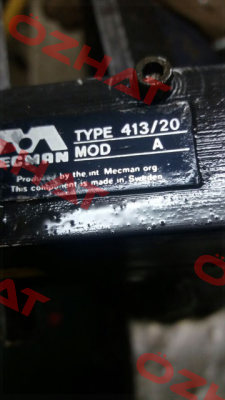 OZHAT
TYPE 413/20
MECMAN MOD A
Produced by the int Mecman org.
This component is made in Sweden
OZHAT
OZHAT
OZHAT